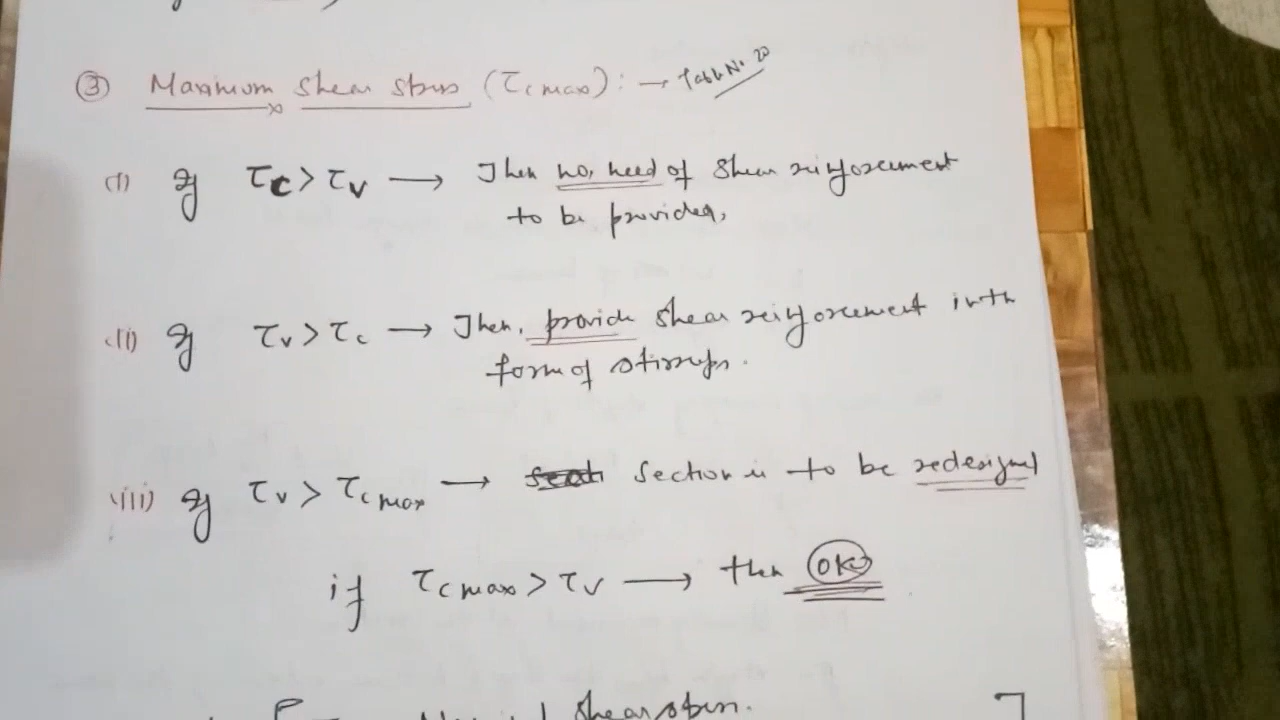 ③ Maximum shear stress (τc max) : → Table No. 20
(i) If τc > τv → Then no, need of shear reinforcement
to be provided,
(ii) If τv > τc → Then, provide shear reinforcement in the
form of stirrups.
(iii) If τv > τc max → Section is to be redesigned
if τc max > τv → then OK
shear stress.